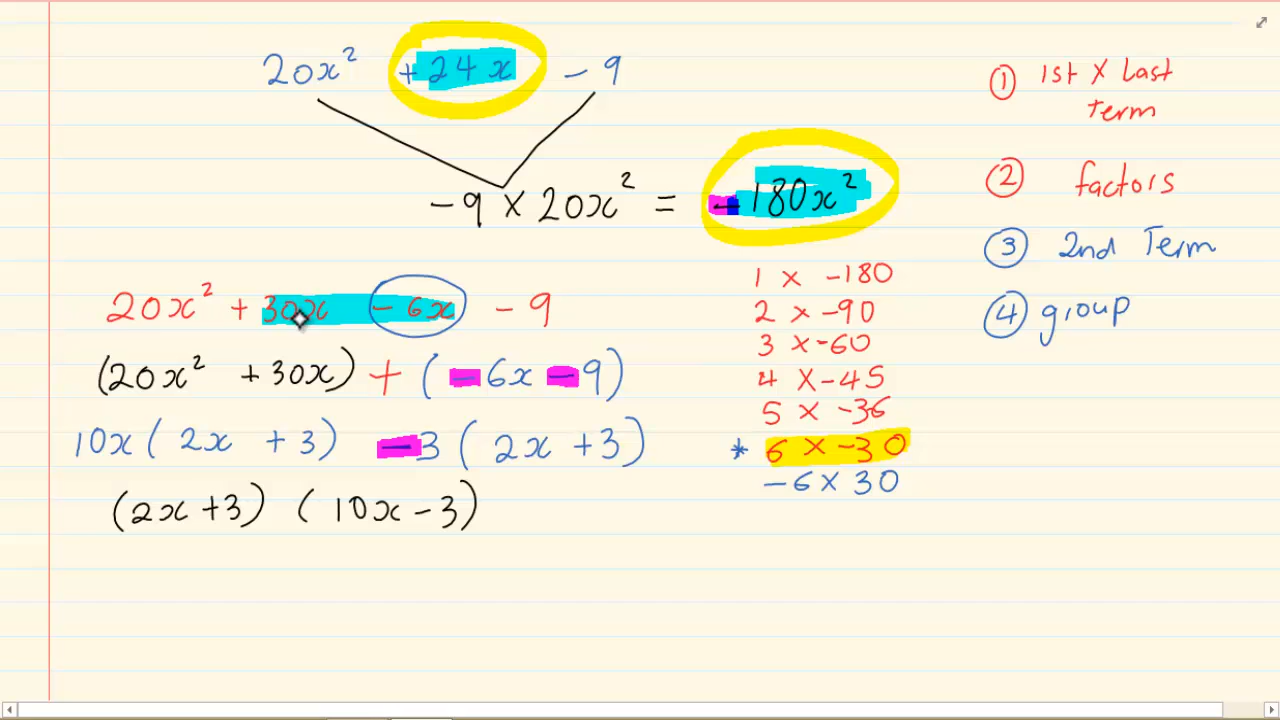 20x² + 24x - 9
-9 × 20x² = -180x²
20x² + 30x - 6x - 9
(20x² + 30x) + (-6x - 9)
10x(2x + 3) -3(2x + 3)
(2x + 3) (10x - 3)
1 x -180
2 x -90
3 x -60
4 x -45
5 x -36
* 6 x -30
-6 x 30
① 1st X Last
term
② factors
③ 2nd Term
④ group